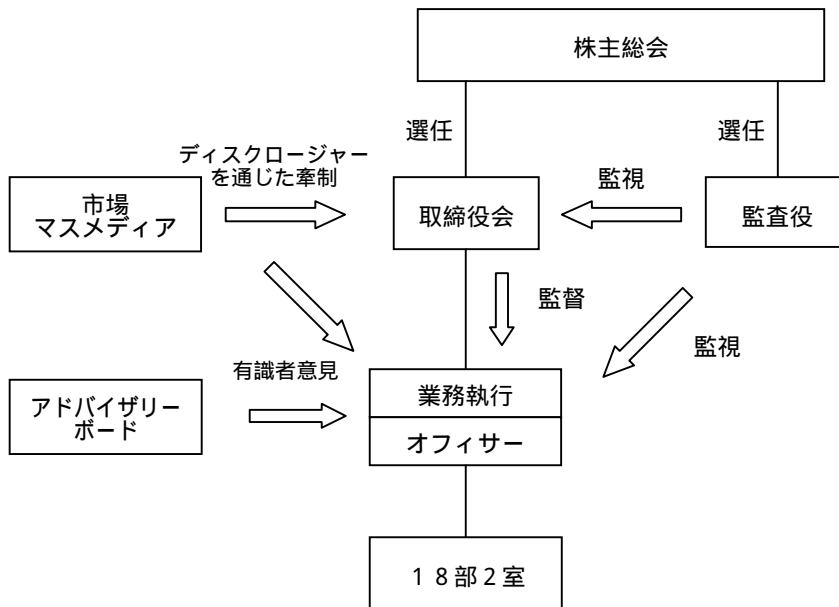 株主総会
選任
選任
ディスクロージャー
を通じた牽制
監視
市場
マスメディア
取締役会
監査役
監督
監視
有識者意見
アドバイザリー
ボード
業務執行
オフィサー
18部2室